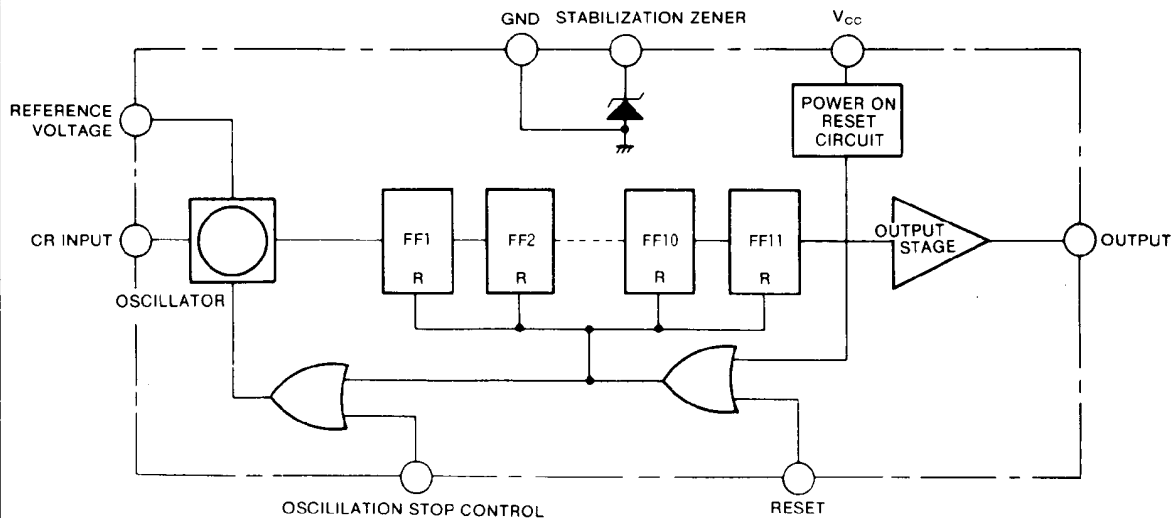 GND
STABILIZATION ZENER
VCC
REFERENCE
VOLTAGE
POWER ON
RESET
CIRCUIT
CR INPUT
OSCILLATOR
FF1
R
FF2
FF10
R
FF11
OUTPUT
STAGE
OUTPUT
OSCILILATION STOP CONTROL
RESET